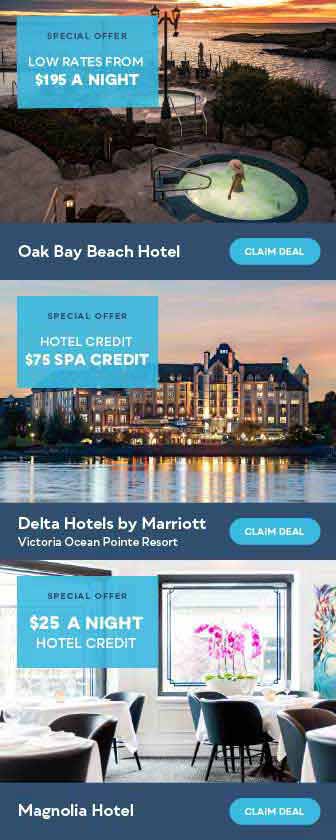 SPECIAL OFFER
LOW RATES FROM
$195 A NIGHT
Oak Bay Beach Hotel
CLAIM DEAL
SPECIAL OFFER
HOTEL CREDIT
$75 SPA CREDIT
Delta Hotels by Marriott
Victoria Ocean Pointe Resort
CLAIM DEAL
SPECIAL OFFER
$25 A NIGHT
HOTEL CREDIT
Magnolia Hotel
CLAIM DEAL